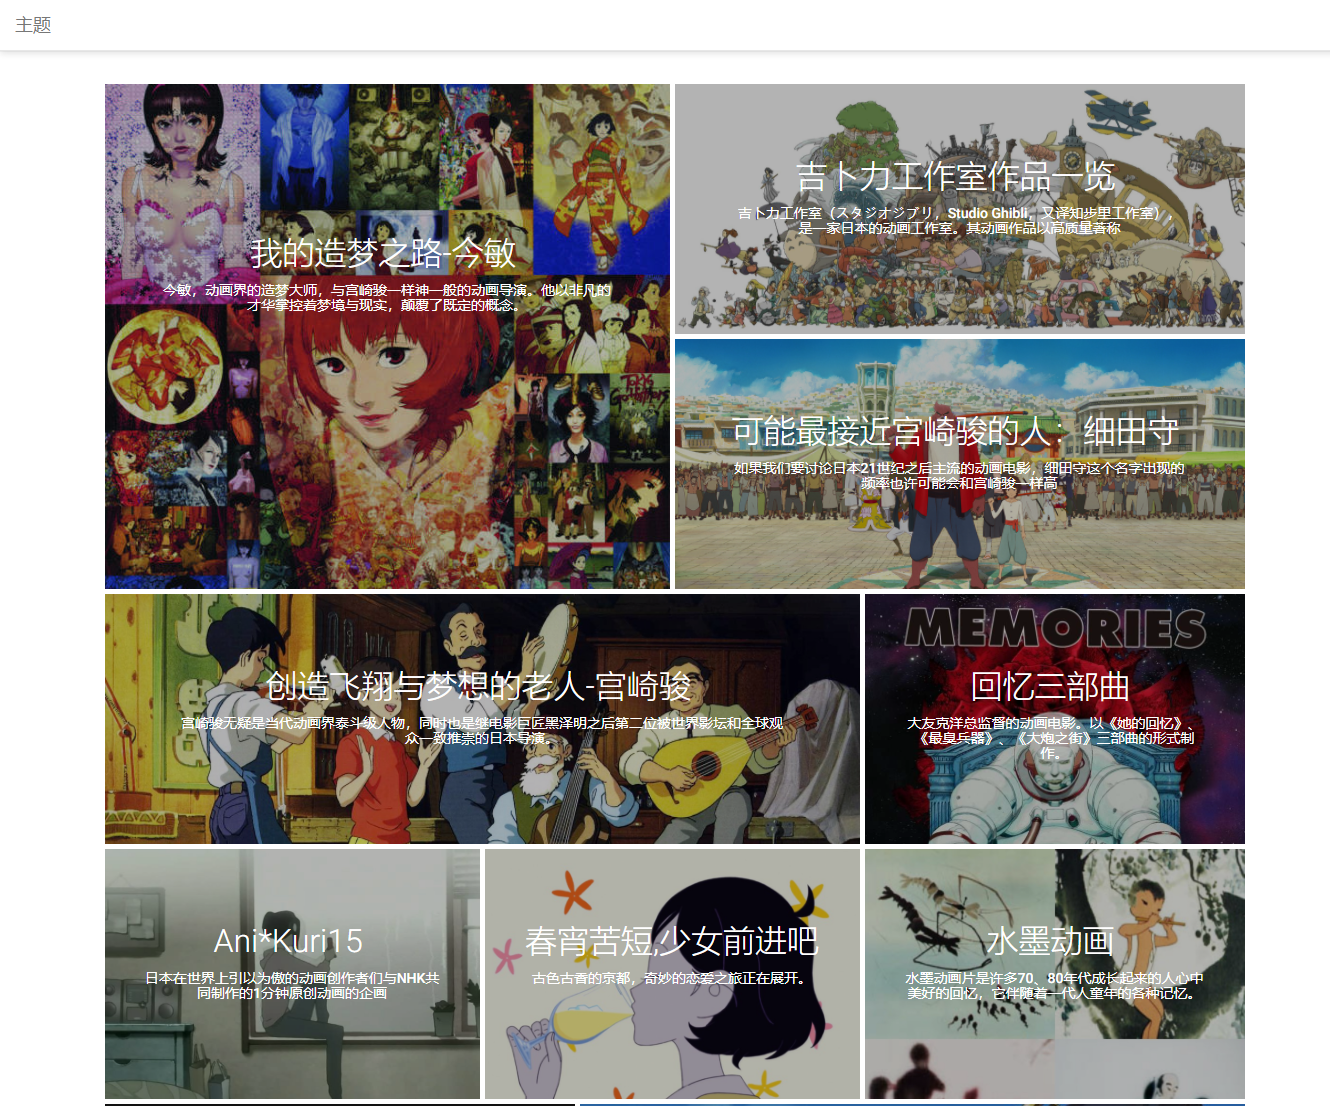 主题
我的造梦之路-今敏
今敏，动画界的造梦大师，与宫崎骏一样神一般的动画导演。他以非凡的
才华掌控着梦境与现实，颠覆了既定的概念。
吉卜力工作室作品一览
吉卜力工作室（スタジオジブリ，Studio Ghibli，又译知步里工作室），
是一家日本的动画工作室。其动画作品以高质量著称
可能最接近宫崎骏的人：细田守
如果我们要讨论日本21世纪之后主流的动画电影，细田守这个名字出现的
频率也许可能会和宫崎骏一样高
创造飞翔与梦想的老人-宫崎骏
宫崎骏无疑是当代动画界泰斗级人物，同时也是继电影巨匠黑泽明之后第二位被世界影坛和全球观
众一致推崇的日本导演。
MEMORIES
回忆三部曲
大友克洋总监督的动画电影。以《她的回忆》、
《最臭兵器》、《大炮之街》三部曲的形式制
作。
Ani*Kuri15
日本在世界上引以为傲的动画创作者们与NHK共
同制作的1分钟原创动画的企画
春宵苦短,少女前进吧
古色古香的京都，奇妙的恋爱之旅正在展开。
水墨动画
水墨动画片是许多70、80年代成长起来的人心中
美好的回忆，它伴随着一代人童年的各种记忆。